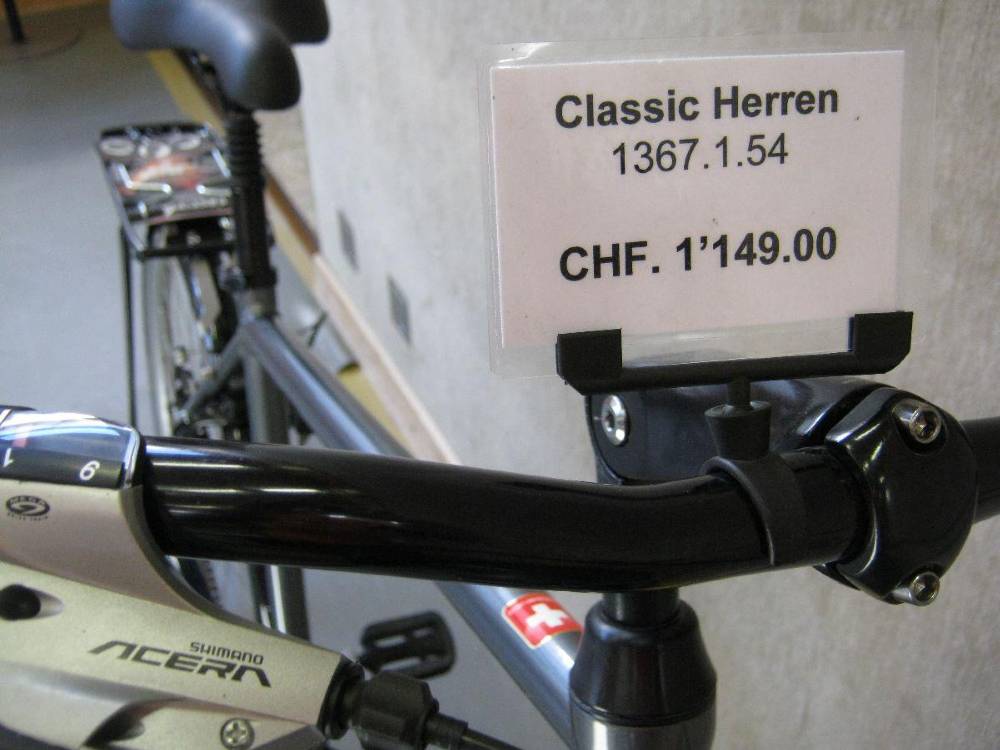 Classic Herren
1367.1.54
CHF. 1’149.00
1 9
SHIMANO
ACERA